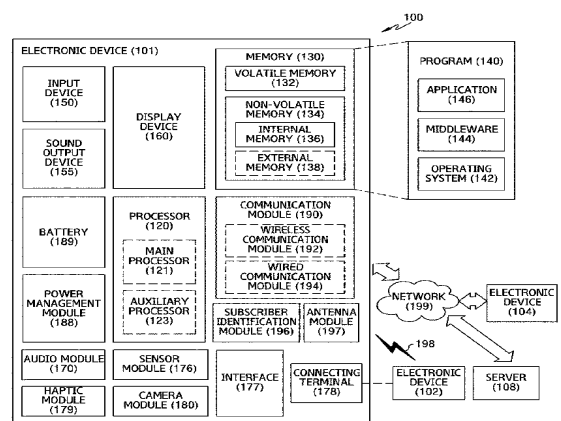 100
ELECTRONIC DEVICE (101)
INPUT
DEVICE
(150)
SOUND
OUTPUT
DEVICE
(155)
DISPLAY
DEVICE
(160)
MEMORY (130)
VOLATILE MEMORY
(132)
NON-VOLATILE
MEMORY (134)
INTERNAL
MEMORY (136)
EXTERNAL
MEMORY (138)
PROGRAM (140)
APPLICATION
(146)
MIDDLEWARE
(144)
OPERATING
SYSTEM (142)
BATTERY
(189)
POWER
MANAGEMENT
MODULE (188)
PROCESSOR
(120)
MAIN
PROCESSOR
(121)
AUXILIARY
PROCESSOR
(123)
COMMUNICATION
MODULE (190)
WIRELESS
COMMUNICATION
MODULE (192)
WIRED
COMMUNICATION
MODULE (194)
SUBSCRIBER
IDENTIFICATION
MODULE (196)
ANTENNA
MODULE
(197)
NETWORK
(199)
ELECTRONIC
DEVICE (104)
198
AUDIO MODULE
(170)
SENSOR
MODULE (176)
INTERFACE
(177)
CONNECTING
TERMINAL
(178)
ELECTRONIC
DEVICE
(102)
SERVER
(108)
HAPTIC
MODULE
(179)
CAMERA
MODULE (180)